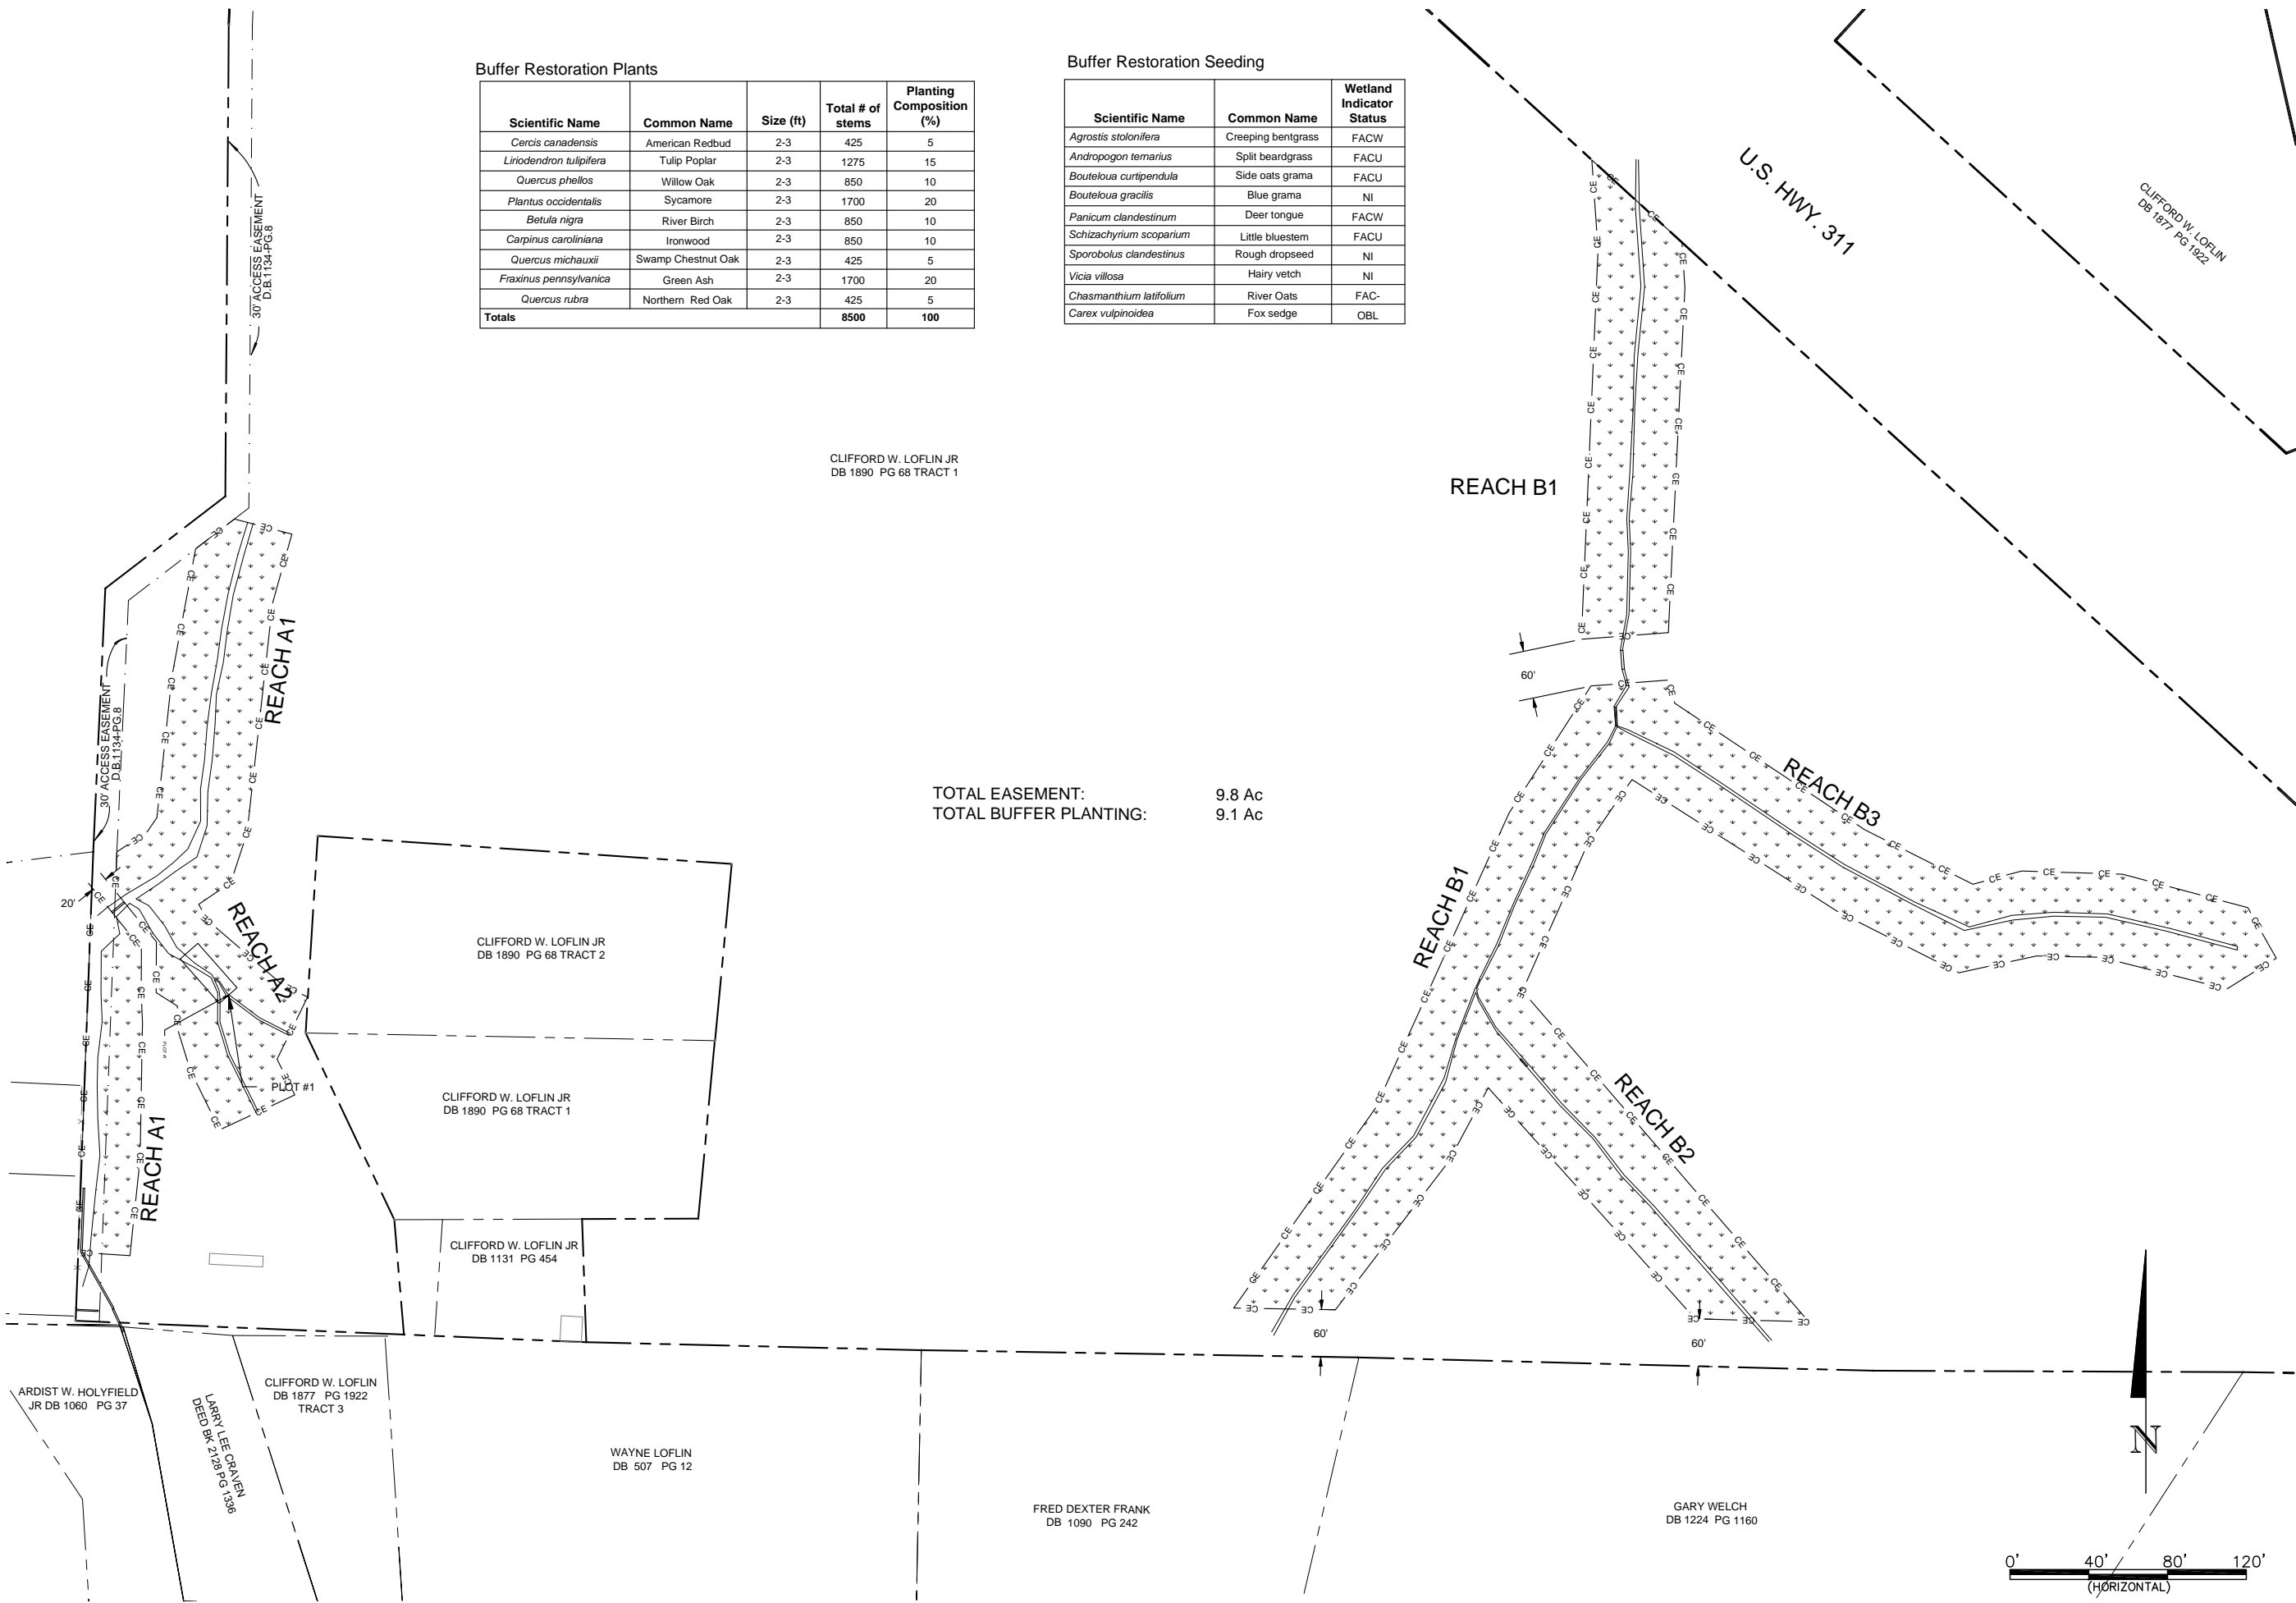 Buffer Restoration Plants
Scientific Name Common Name Size (ft) Total # of stems Planting Composition (%)
Cercis canadensis American Redbud 2-3 425 5
Liriodendron tulipifera Tulip Poplar 2-3 1275 15
Quercus phellos Willow Oak 2-3 850 10
Plantus occidentalis Sycamore 2-3 1700 20
Betula nigra River Birch 2-3 850 10
Carpinus caroliniana Ironwood 2-3 850 10
Quercus michauxii Swamp Chestnut Oak 2-3 425 5
Fraxinus pennsylvanica Green Ash 2-3 1700 20
Quercus rubra Northern Red Oak 2-3 425 5
Totals 8500 100
Buffer Restoration Seeding
Scientific Name Common Name Wetland Indicator Status
Agrostis stolonifera Creeping bentgrass FACW
Andropogon ternarius Split beardgrass FACU
Bouteloua curtipendula Side oats grama FACU
Bouteloua gracilis Blue grama NI
Panicum clandestinum Deer tongue FACW
Schizachyrium scoparium Little bluestem FACU
Sporobolus clandestinus Rough dropseed NI
Vicia villosa Hairy vetch NI
Chasmanthium latifolium River Oats FAC-
Carex vulpinoidea Fox sedge OBL
U.S. HWY. 311
CLIFFORD W. LOFLIN
DB 1877 PG 1922
30' ACCESS EASEMENT
D.B.1134-PG.8
CLIFFORD W. LOFLIN JR
DB 1890 PG 68 TRACT 1
REACH B1
REACH A1
60'
30' ACCESS EASEMENT
D.B.1134-PG.8
TOTAL EASEMENT: 9.8 Ac
TOTAL BUFFER PLANTING: 9.1 Ac
REACH B3
20'
REACH A2
REACH B1
CLIFFORD W. LOFLIN JR
DB 1890 PG 68 TRACT 2
PLOT #1
CLIFFORD W. LOFLIN JR
DB 1890 PG 68 TRACT 1
REACH B2
REACH A1
CLIFFORD W. LOFLIN JR
DB 1131 PG 454
60'
60'
ARDIST W. HOLYFIELD
JR DB 1060 PG 37
LARRY LEE CRAVEN
DEED BK 2128 PG 1336
CLIFFORD W. LOFLIN
DB 1877 PG 1922
TRACT 3
WAYNE LOFLIN
DB 507 PG 12
FRED DEXTER FRANK
DB 1090 PG 242
GARY WELCH
DB 1224 PG 1160
N
0' 40' 80' 120'
(HORIZONTAL)
CE